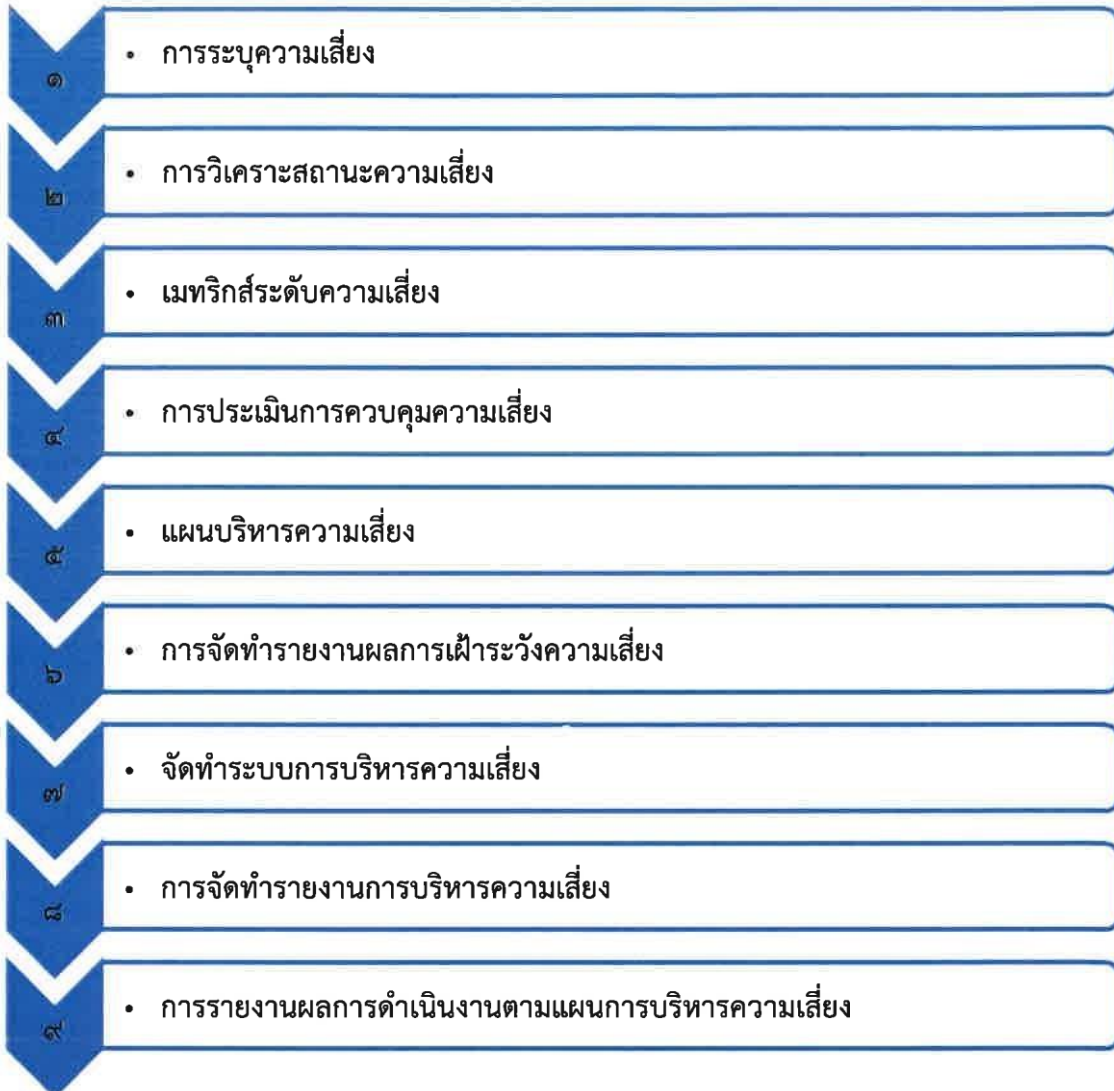 ๑
• การระบุความเสี่ยง
๒
• การวิเคราะสถานะความเสี่ยง
๓
• เมทริกส์ระดับความเสี่ยง
๔
• การประเมินการควบคุมความเสี่ยง
๕
• แผนบริหารความเสี่ยง
๖
• การจัดทำรายงานผลการเฝ้าระวังความเสี่ยง
๗
• จัดทำระบบการบริหารความเสี่ยง
๘
• การจัดทำรายงานการบริหารความเสี่ยง
๙
• การรายงานผลการดำเนินงานตามแผนการบริหารความเสี่ยง